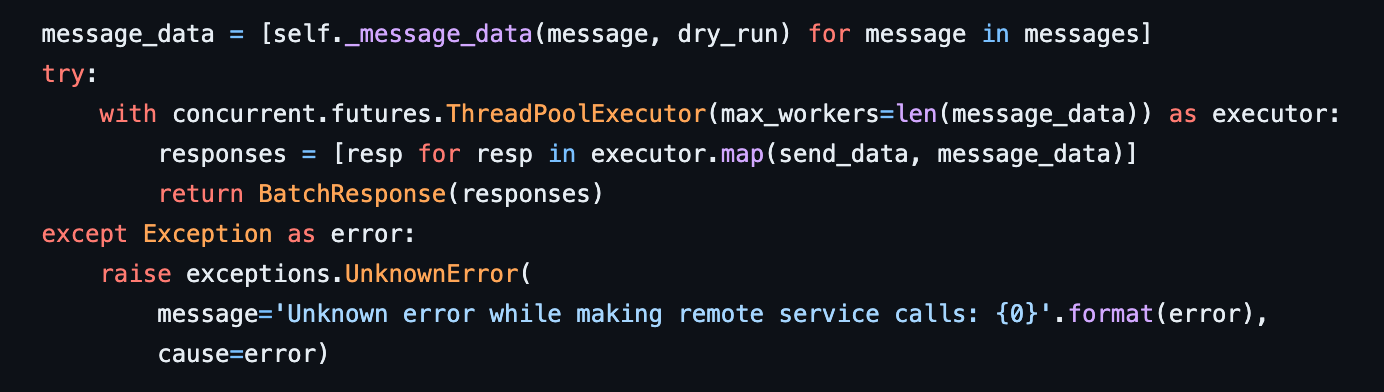 message_data = [self._message_data(message, dry_run) for message in messages]
try:
    with concurrent.futures.ThreadPoolExecutor(max_workers=len(message_data)) as executor:
        responses = [resp for resp in executor.map(send_data, message_data)]
        return BatchResponse(responses)
except Exception as error:
    raise exceptions.UnknownError(
        message='Unknown error while making remote service calls: {0}'.format(error),
        cause=error)